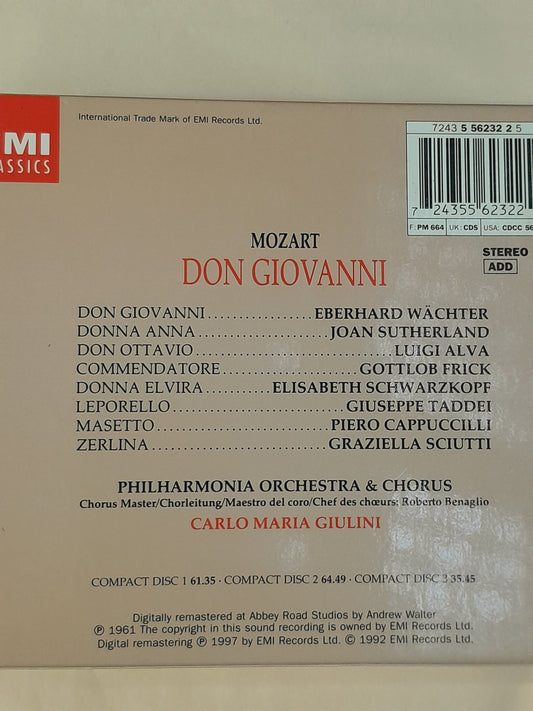 MI
ASSICS
International Trade Mark of EMI Records Ltd.
7243 5 56232 2 5
7 24355 62322
F: PM 664 UK: CDS USA: CDCC 56
STEREO
ADD
MOZART
DON GIOVANNI
DON GIOVANNI..................EBERHARD WÄCHTER
DONNA ANNA......................JOAN SUTHERLAND
DON OTTAVIO..................................LUIGI ALVA
COMMENDATORE.......................GOTTLOB FRICK
DONNA ELVIRA...........ELISABETH SCHWARZKOPF
LEPORELLO.............................GIUSEPPE TADDEI
MASETTO.............................PIERO CAPPUCCILLI
ZERLINA..............................GRAZIELLA SCIUTTI
PHILHARMONIA ORCHESTRA & CHORUS
Chorus Master/Chorleitung/Maestro del coro/Chef des chœurs: Roberto Benaglio
CARLO MARIA GIULINI
COMPACT DISC 1 61.35 · COMPACT DISC 2 64.49 · COMPACT DISC 3 35.45
Digitally remastered at Abbey Road Studios by Andrew Walter
℗ 1961 The copyright in this sound recording is owned by EMI Records Ltd.
Digital remastering ℗ 1997 by EMI Records Ltd. © 1992 EMI Records Ltd.